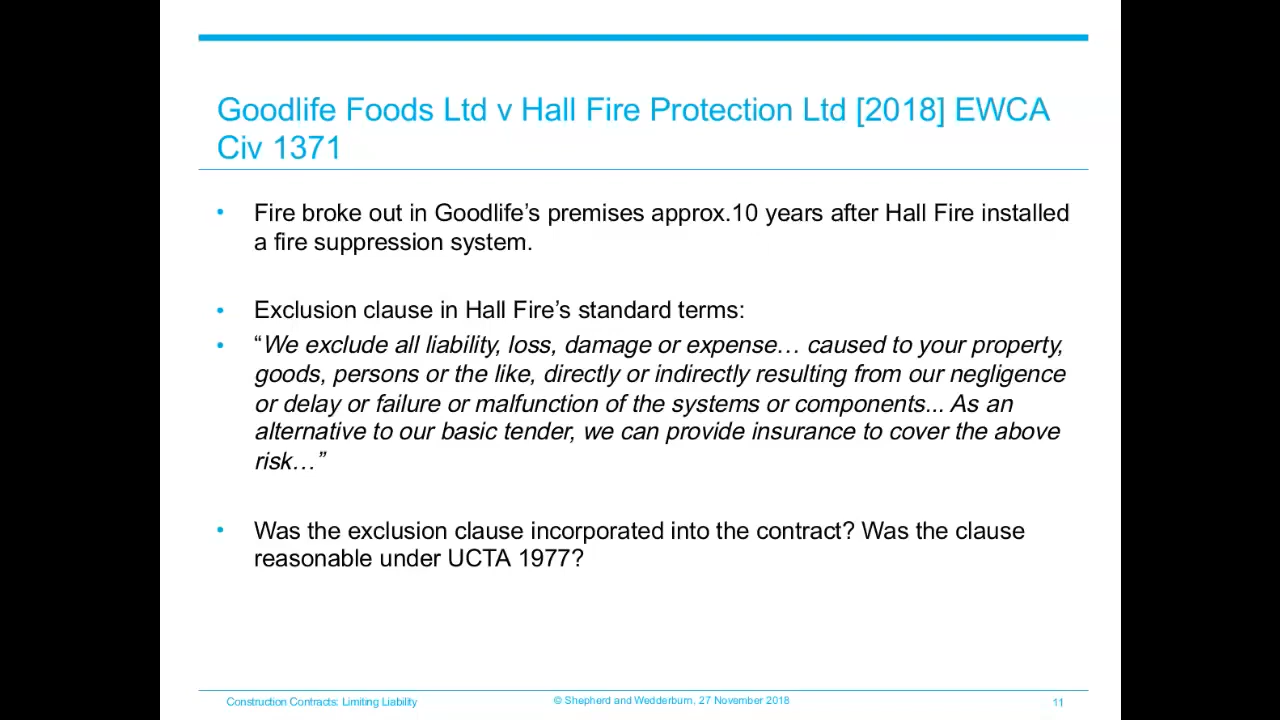 Goodlife Foods Ltd v Hall Fire Protection Ltd [2018] EWCA
Civ 1371
• Fire broke out in Goodlife’s premises approx.10 years after Hall Fire installed
a fire suppression system.
• Exclusion clause in Hall Fire’s standard terms:
• “We exclude all liability, loss, damage or expense… caused to your property,
goods, persons or the like, directly or indirectly resulting from our negligence
or delay or failure or malfunction of the systems or components... As an
alternative to our basic tender, we can provide insurance to cover the above
risk…”
• Was the exclusion clause incorporated into the contract? Was the clause
reasonable under UCTA 1977?
Construction Contracts: Limiting Liability
© Shepherd and Wedderburn, 27 November 2018
11